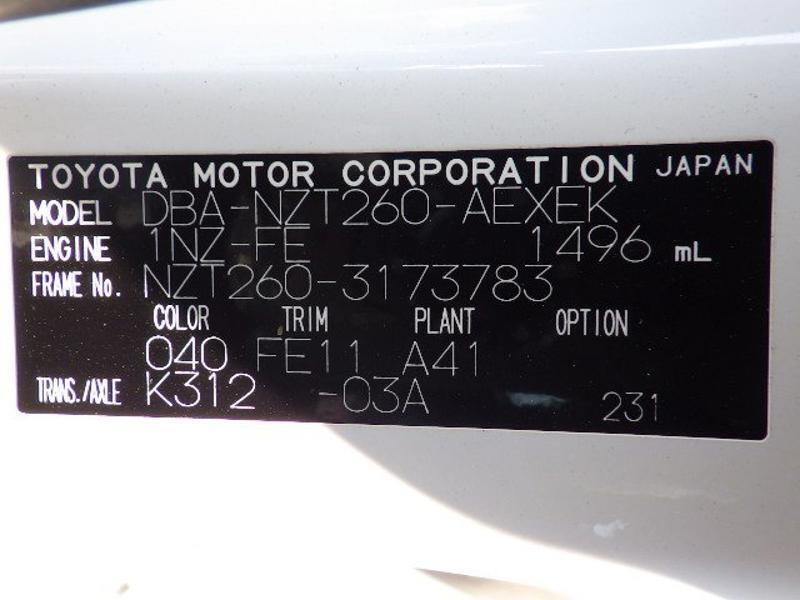 TOYOTA MOTOR CORPORATION JAPAN
MODEL DBA-NZT260-AEXEK
ENGINE 1NZ-FE 1496 mL
FRAME No. NZT260-3173783
COLOR TRIM PLANT OPTION
040 FE11 A41
TRANS./AXLE K312 -03A 231